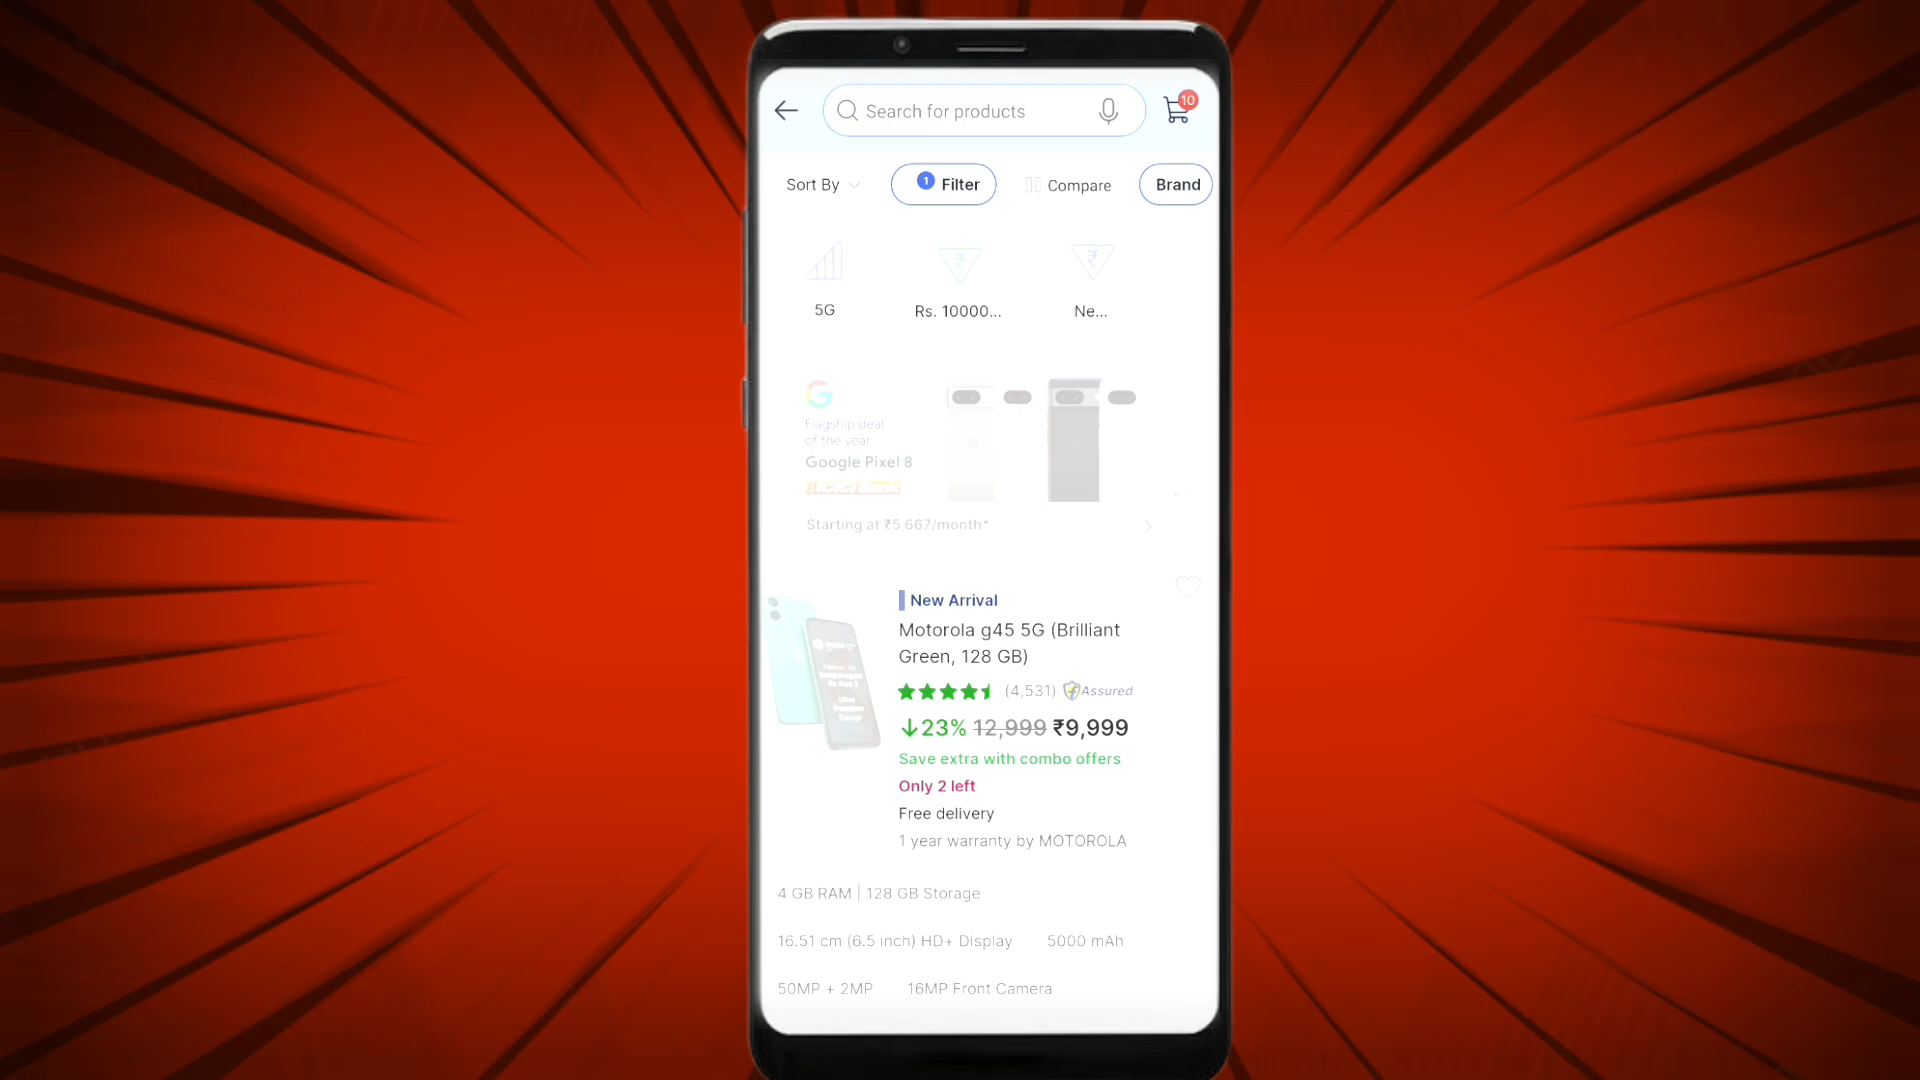 Search for products
10
Sort By
1 Filter
Compare
Brand
5G
Rs. 10000...
Ne...
Flagship deal
of the year
Google Pixel 8
Starting at ₹5,667/month*
New Arrival
Motorola g45 5G (Brilliant
Green, 128 GB)
(4,531) Assured
↓23% 12,999 ₹9,999
Save extra with combo offers
Only 2 left
Free delivery
1 year warranty by MOTOROLA
4 GB RAM | 128 GB Storage
16.51 cm (6.5 inch) HD+ Display 5000 mAh
50MP + 2MP 16MP Front Camera